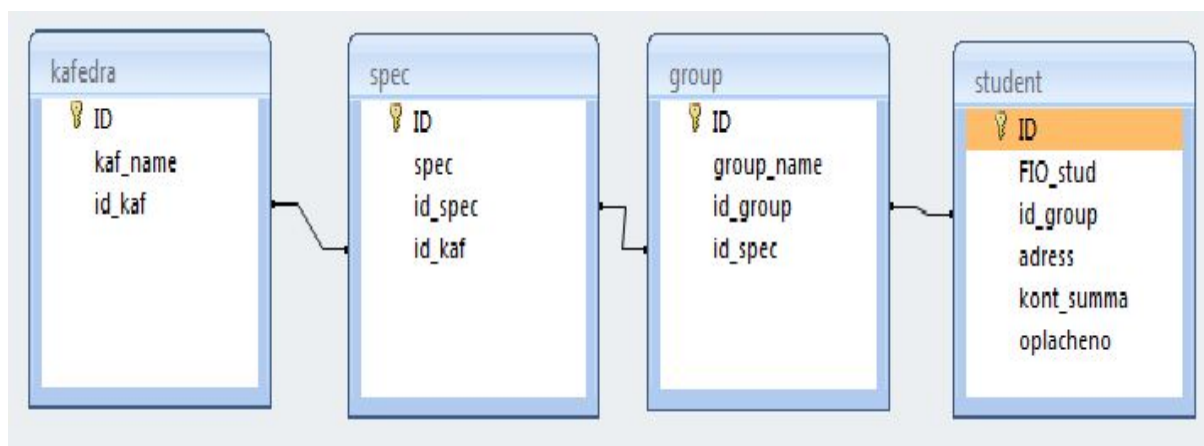 kafedra
ID
kaf_name
id_kaf
spec
ID
spec
id_spec
id_kaf
group
ID
group_name
id_group
id_spec
student
ID
FIO_stud
id_group
adress
kont_summa
oplacheno